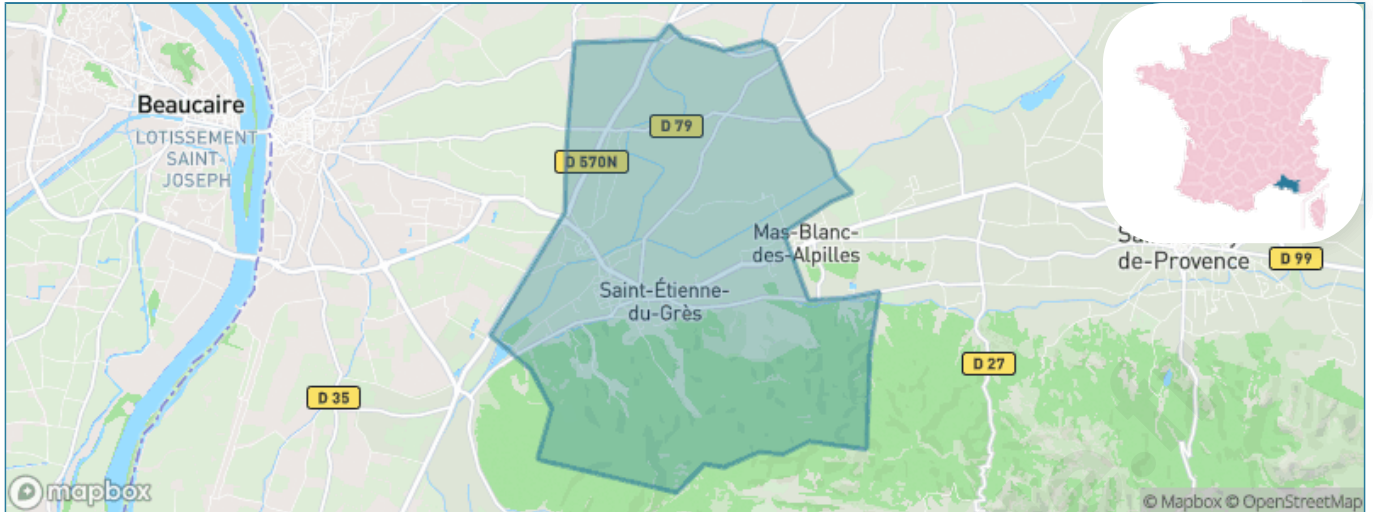 Beaucaire
LOTISSEMENT
SAINT-
JOSEPH
D 79
D 570N
Mas-Blanc-
des-Alpilles
de-Provence
D 99
Saint-Étienne-
du-Grès
D 27
D 35
mapbox
© Mapbox © OpenStreetMap